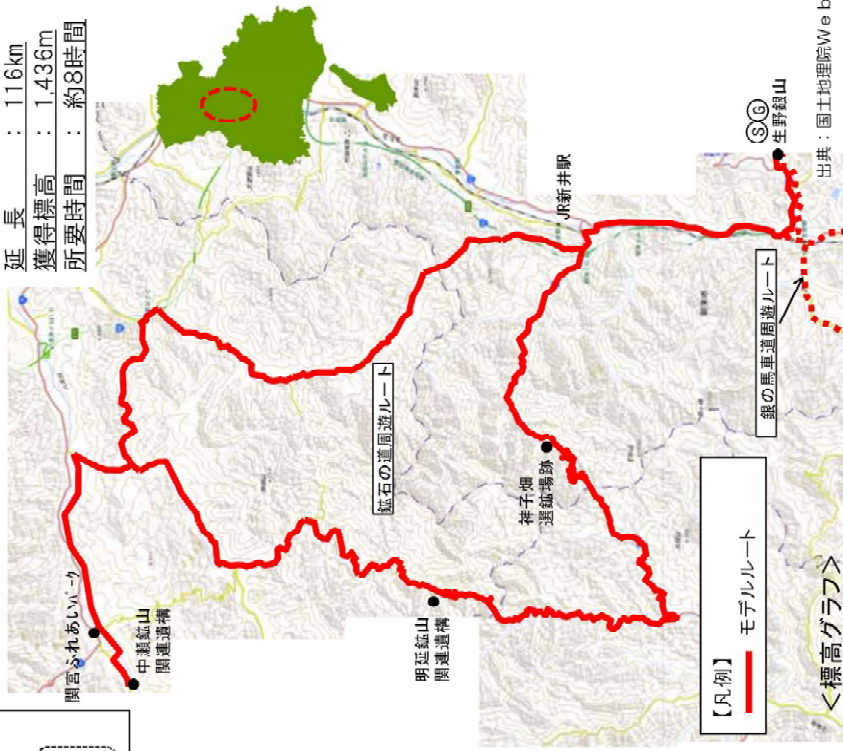 延　長　：　116km
獲得標高　：　1,436m
所要時間　：　約8時間
関宮ふれあいパーク
中瀬鉱山
関連遺構
明延鉱山
関連遺構
鉱石の道周遊ルート
神子畑
選鉱場跡
JR新井駅
銀の馬車道周遊ルート
ⓈⒼ
生野銀山
【凡例】
モデルルート
出典：国土地理院Web
＜標高グラフ＞